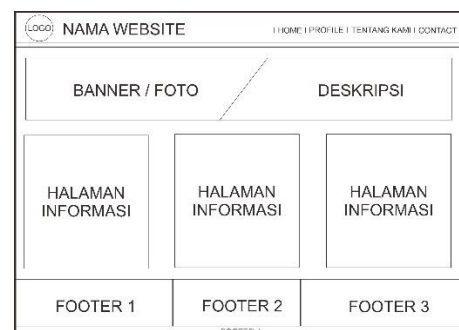 LOGO NAMA WEBSITE I HOME I PROFILE I TENTANG KAMI I CONTACT
BANNER / FOTO DESKRIPSI
HALAMAN INFORMASI
HALAMAN INFORMASI
HALAMAN INFORMASI
FOOTER 1 FOOTER 2 FOOTER 3